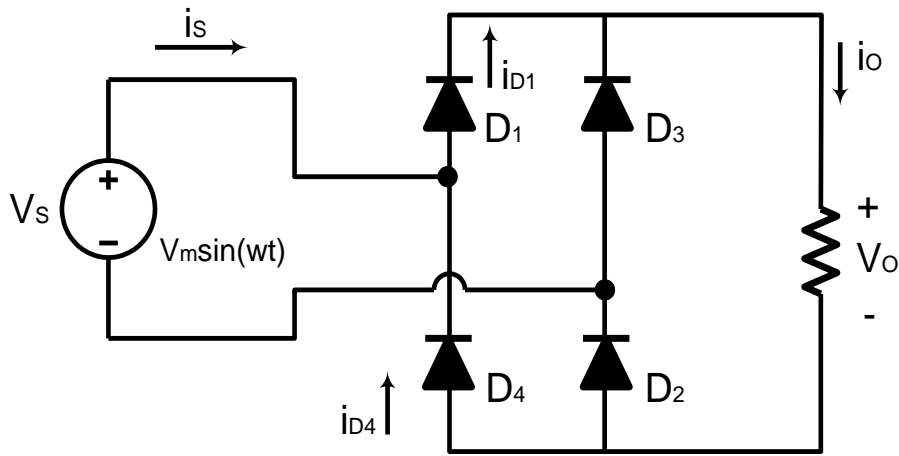 iS
iD1
iO
D1
D3
+
VS
-
Vmsin(wt)
+
VO
-
D4
D2
iD4